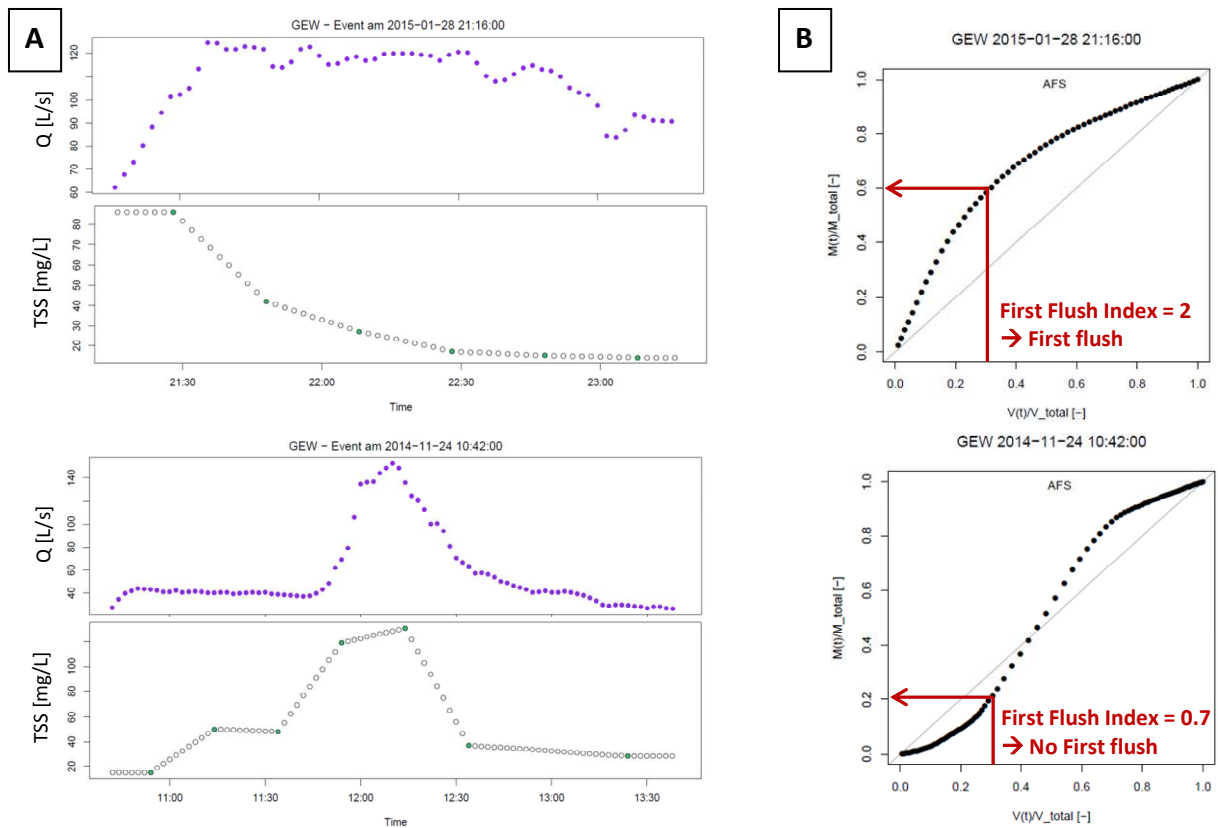 A
GEW − Event am 2015−01−28 21:16:00
Q [L/s]
60 70 80 90 100 120
TSS [mg/L]
20 30 40 50 60 70 80
21:30 22:00 22:30 23:00
Time
GEW − Event am 2014−11−24 10:42:00
Q [L/s]
40 60 80 100 140
TSS [mg/L]
20 40 60 80 100
11:00 11:30 12:00 12:30 13:00 13:30
Time
B
GEW 2015−01−28 21:16:00
AFS
M(t)/M_total [−]
0.0 0.2 0.4 0.6 0.8 1.0
First Flush Index = 2
→ First flush
0.0 0.2 0.4 0.6 0.8 1.0
V(t)/V_total [−]
GEW 2014−11−24 10:42:00
AFS
M(t)/M_total [−]
0.0 0.2 0.4 0.6 0.8 1.0
First Flush Index = 0.7
→ No First flush
0.0 0.2 0.4 0.6 0.8 1.0
V(t)/V_total [−]